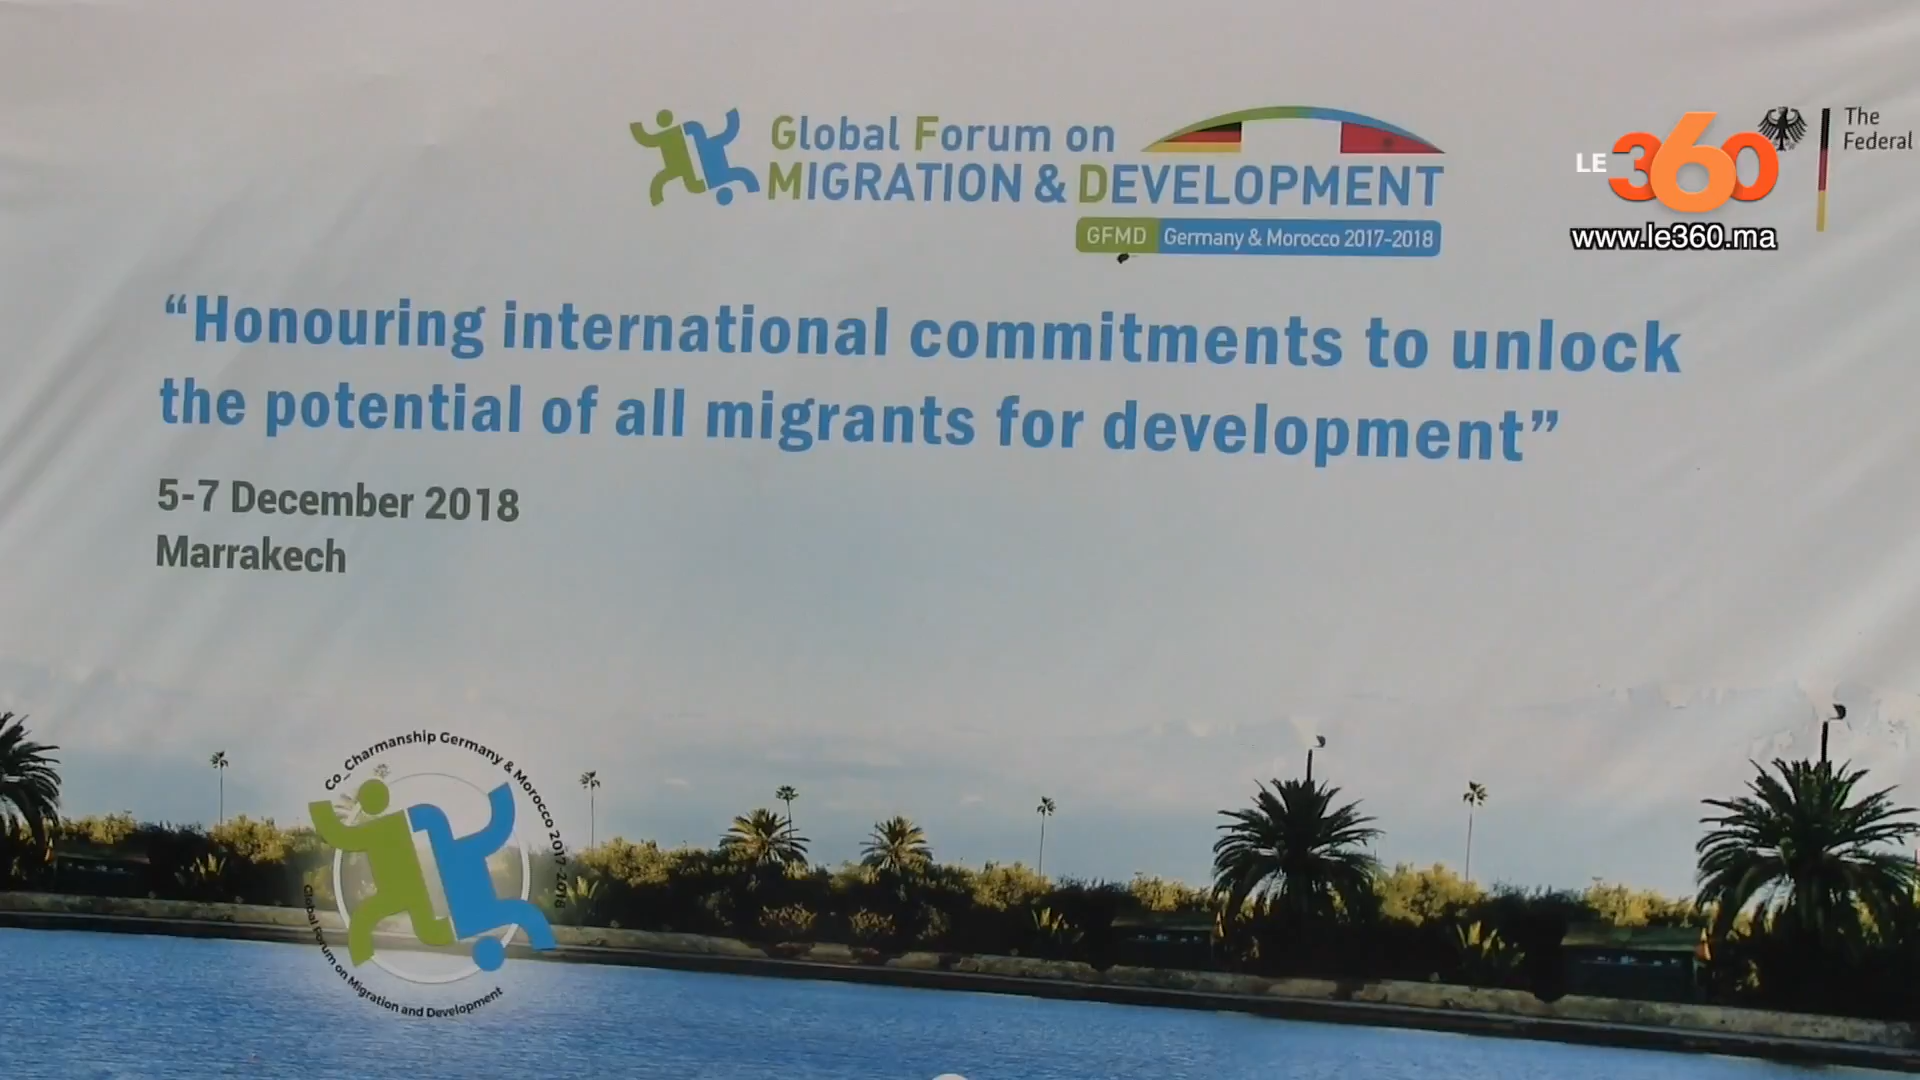 Global Forum on
MIGRATION & DEVELOPMENT
GFMD Germany & Morocco 2017-2018
LE 360
www.le360.ma
The
Federal
“Honouring international commitments to unlock
the potential of all migrants for development”
5-7 December 2018
Marrakech
Co_Charmanship Germany & Morocco 2017-2018
Global Forum on Migration and Development